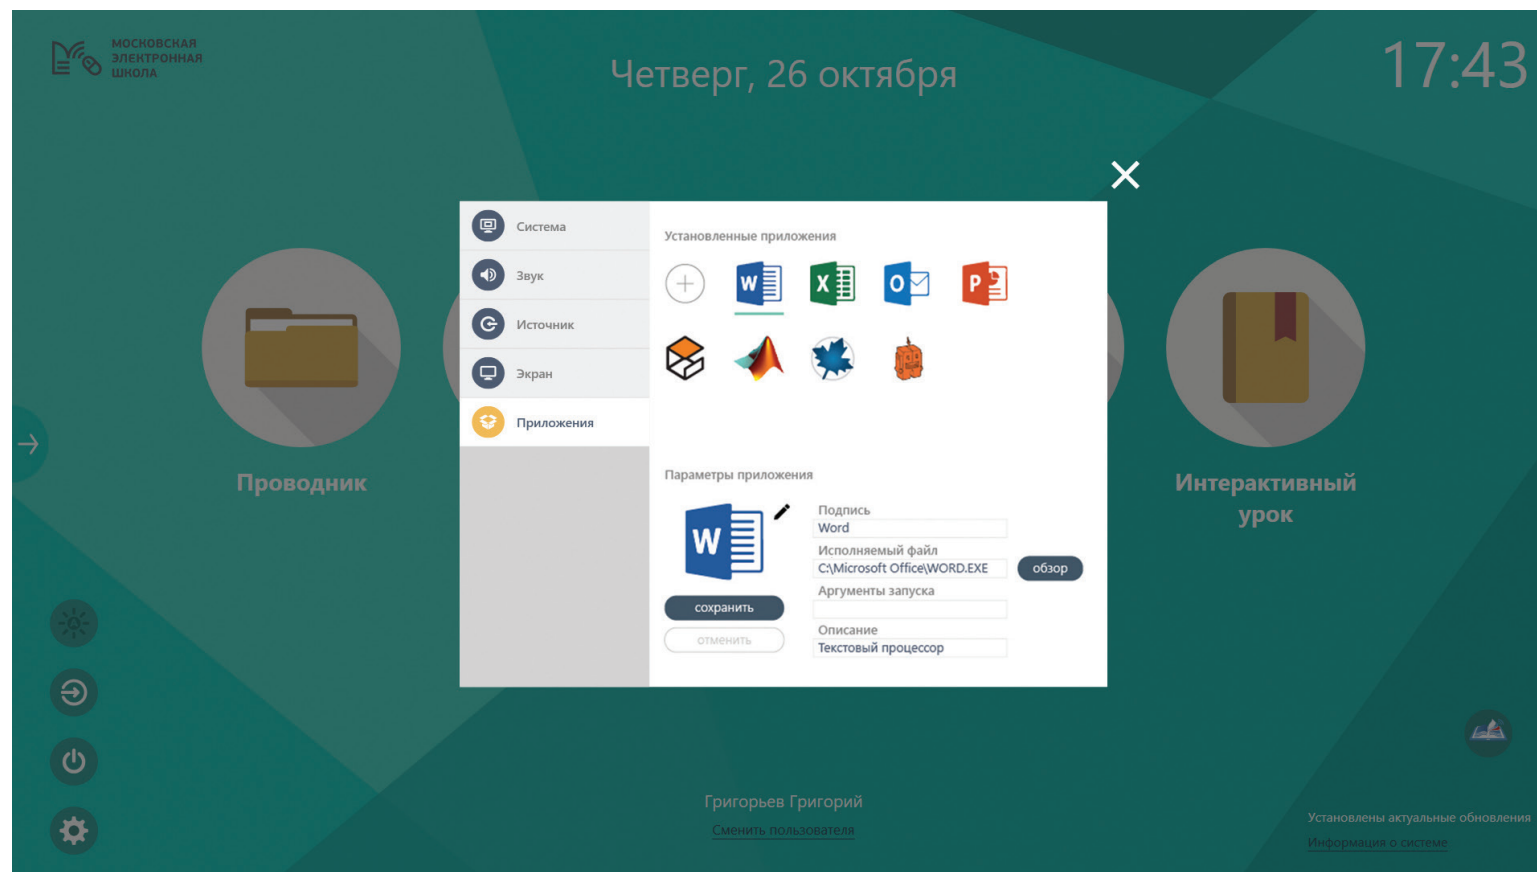 МОСКОВСКАЯ
ЭЛЕКТРОННАЯ
ШКОЛА
Четверг, 26 октября
17:43
Система
Звук
Источник
Экран
Приложения
Установленные приложения
Параметры приложения
Подпись
Word
Исполняемый файл
C:\Microsoft Office\WORD.EXE
обзор
Аргументы запуска
сохранить
отменить
Описание
Текстовый процессор
Проводник
Интерактивный
урок
Григорьев Григорий
Сменить пользователя
Установлены актуальные обновления
Информация о системе